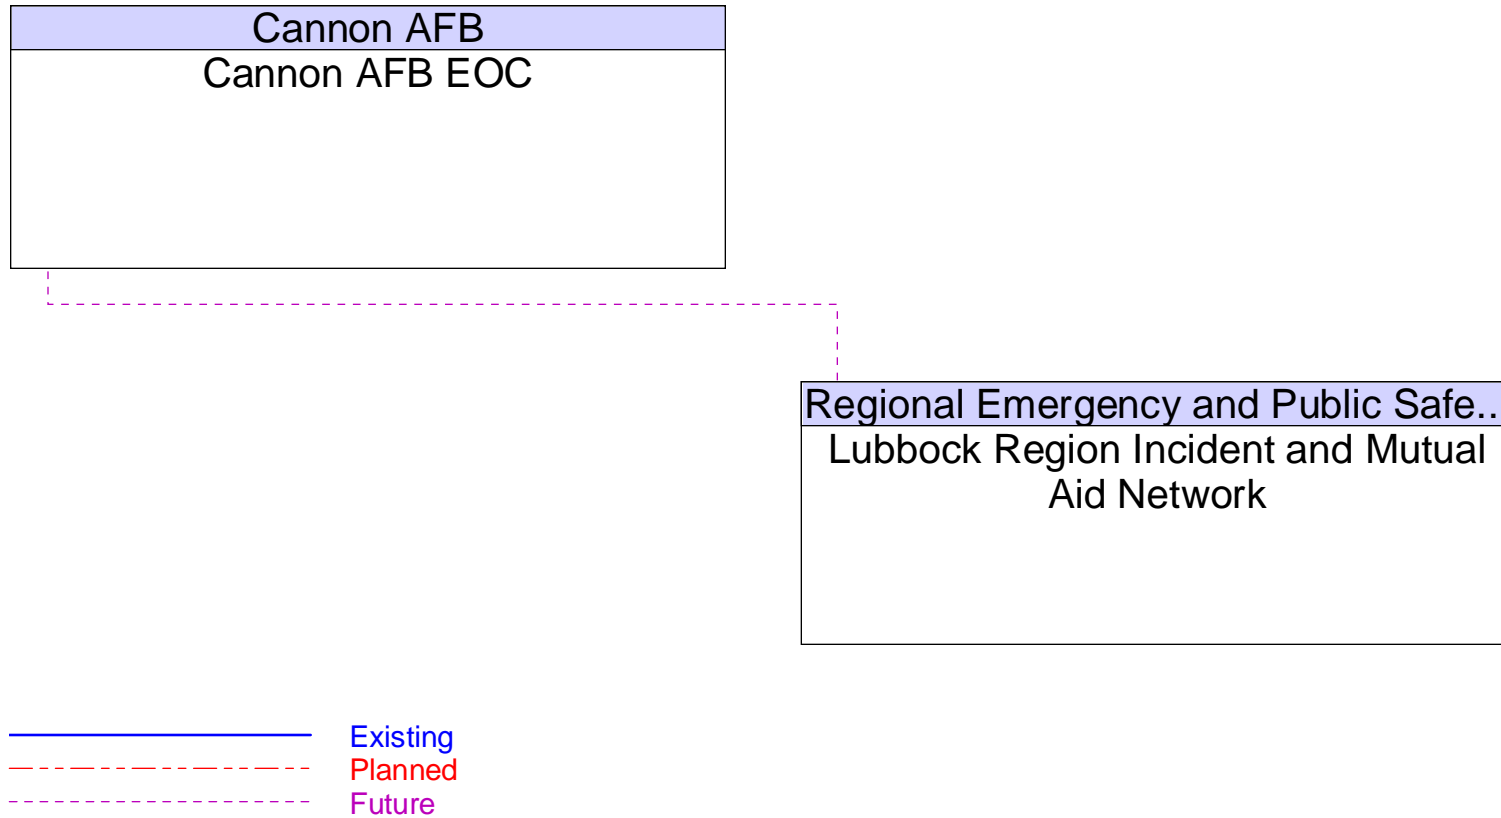 Cannon AFB
Cannon AFB EOC
Regional Emergency and Public Safe..
Lubbock Region Incident and Mutual
Aid Network
Existing
Planned
Future